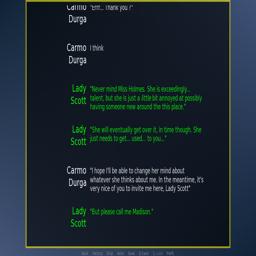 Carmo "Erm... Thank you ?"
Durga
Carmo I think
Durga
Lady "Never mind Miss Holmes. She is exceedingly...
Scott talent, but she is just a little bit annoyed at possibly
having someone new around the this place."
Lady "She will eventually get over it, in time though. She
Scott just needs to get... used... to you..."
Carmo "I hope I'll be able to change her mind about
Durga whatever she thinks about me. In the meantime, it's
very nice of you to invite me here, Lady Scott"
Lady "But please call me Madison."
Scott